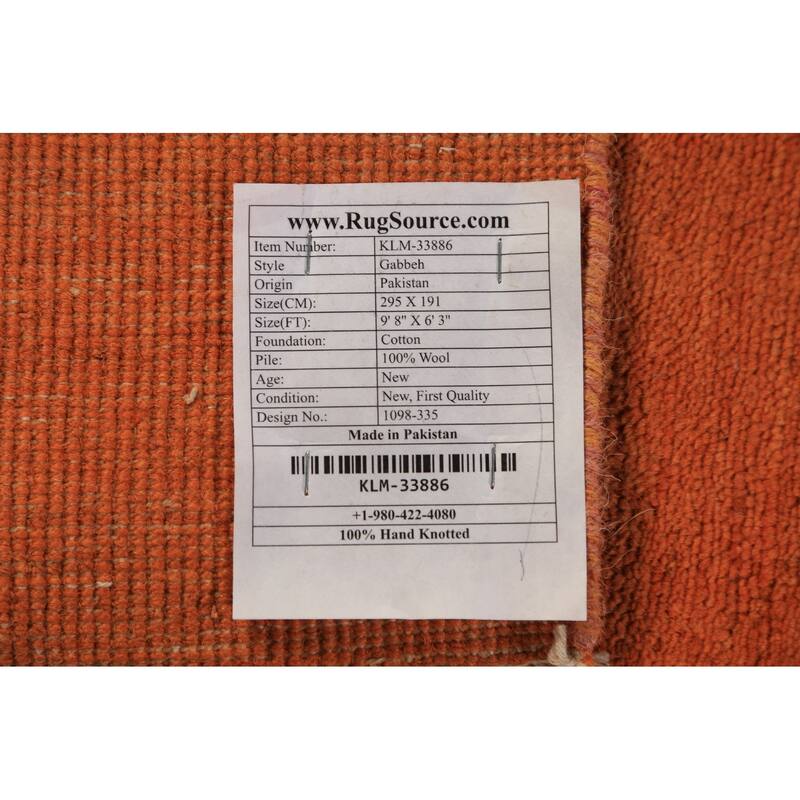 www.RugSource.com
Item Number: KLM-33886
Style Gabbeh
Origin Pakistan
Size(CM): 295 X 191
Size(FT): 9' 8" X 6' 3"
Foundation: Cotton
Pile: 100% Wool
Age: New
Condition: New, First Quality
Design No.: 1098-335
Made in Pakistan
KLM-33886
+1-980-422-4080
100% Hand Knotted